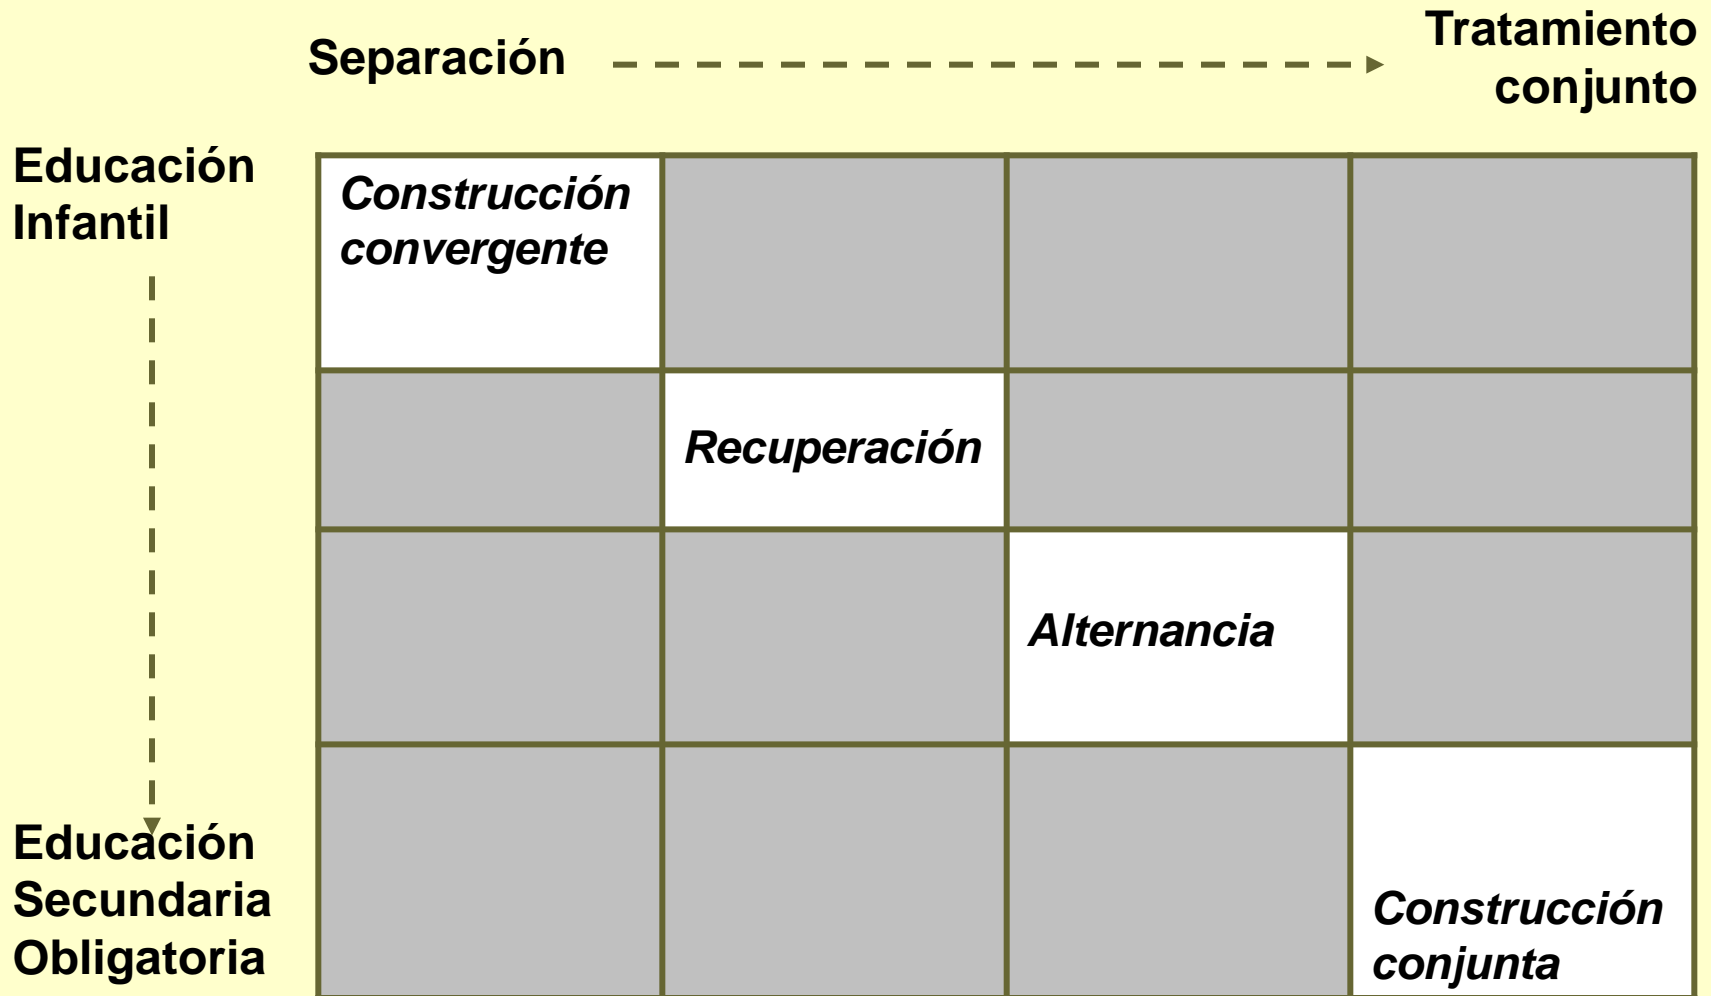 Separación
Tratamiento
conjunto
Educación
Infantil
Construcción
convergente
Recuperación
Alternancia
Educación
Secundaria
Obligatoria
Construcción
conjunta